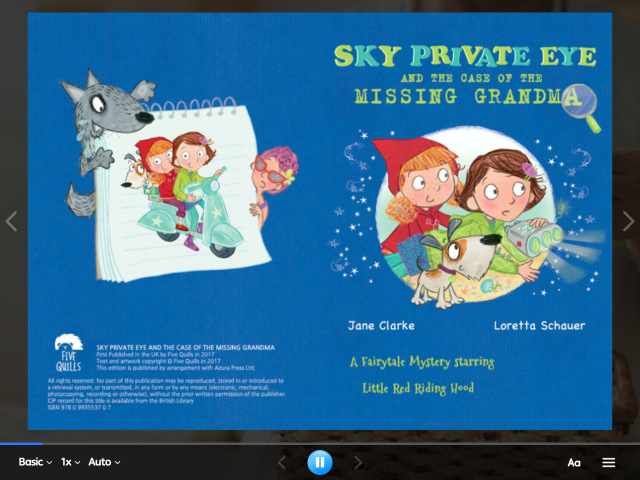 FIVE
QUILLS
SKY PRIVATE EYE AND THE CASE OF THE MISSING GRANDMA
First Published in the UK by Five Quills in 2017
Text and artwork copyright © Five Quills in 2017
This edition is published by arrangement with Azura Press Ltd.
All rights reserved. No part of this publication may be reproduced, stored in or introduced to
a retrieval system, or transmitted, in any form or by any means (electronic, mechanical,
photocopying, recording or otherwise), without the prior written permission of the publisher.
CIP record for this title is available from the British Library
ISBN 978 0 9935537 0 7
SKY PRIVATE EYE
AND THE CASE OF THE
MISSING GRANDMA
Jane Clarke Loretta Schauer
A Fairytale Mystery starring
Little Red Riding Hood
Basic 1x Auto Aa